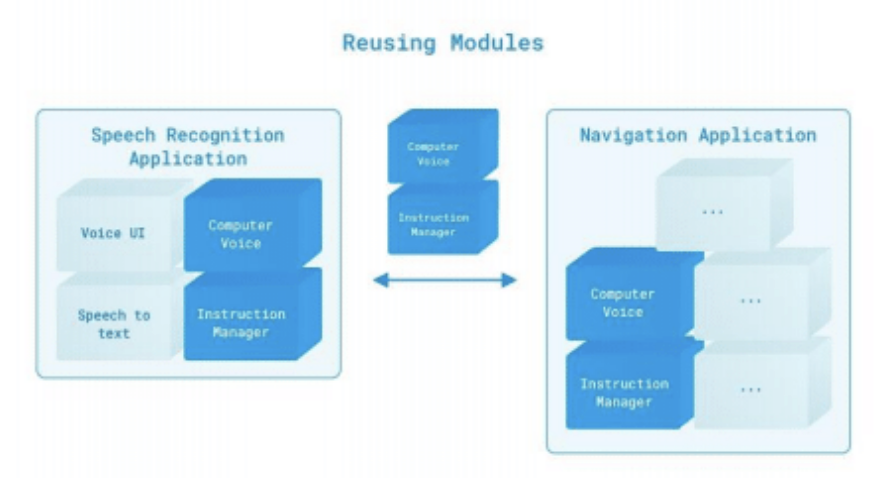 Reusing Modules
Speech Recognition
Application
Voice UI
Computer
Voice
Speech to
text
Instruction
Manager
Computer
Voice
Instruction
Manager
Navigation Application
...
Computer
Voice
...
Instruction
Manager
...